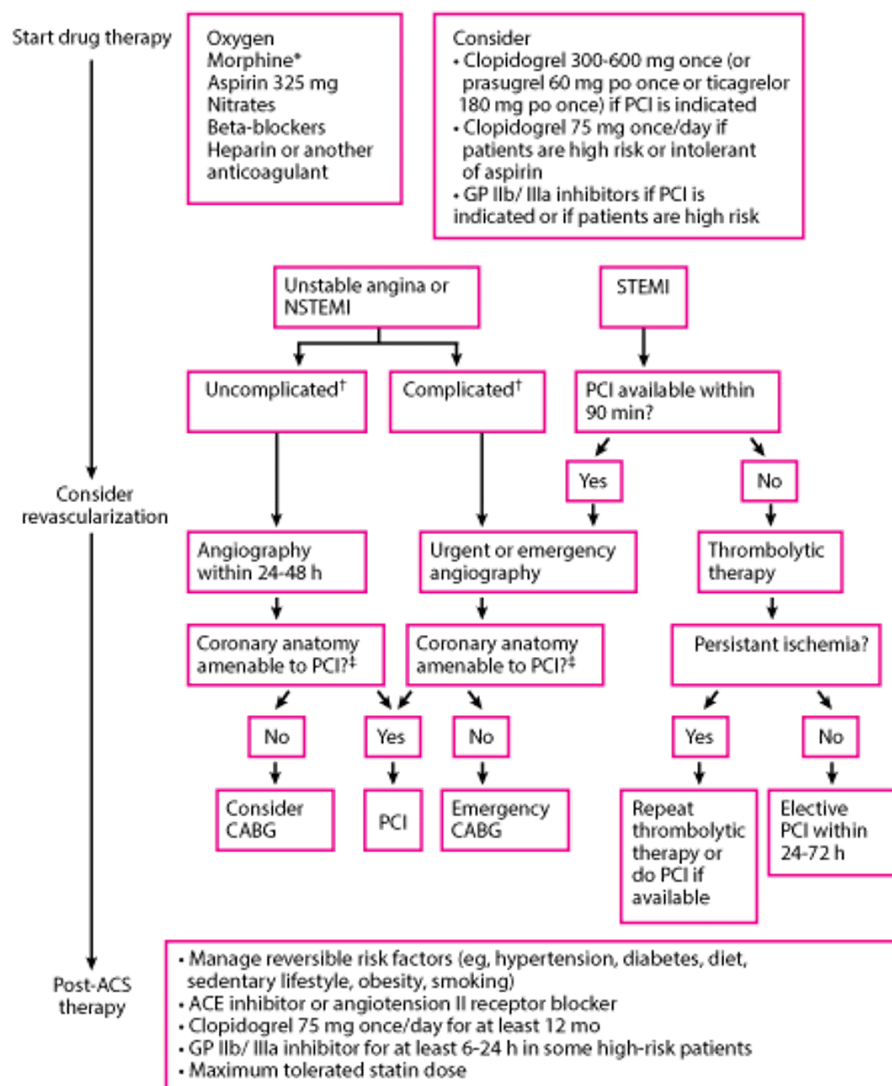 Start drug therapy
Oxygen
Morphine*
Aspirin 325 mg
Nitrates
Beta-blockers
Heparin or another
anticoagulant
Consider
• Clopidogrel 300-600 mg once (or
prasugrel 60 mg po once or ticagrelor
180 mg po once) if PCI is indicated
• Clopidogrel 75 mg once/day if
patients are high risk or intolerant
of aspirin
• GP IIb/ IIIa inhibitors if PCI is
indicated or if patients are high risk
Unstable angina or
NSTEMI
STEMI
Uncomplicated†
Complicated†
PCI available within
90 min?
Yes
No
Consider
revascularization
Angiography
within 24-48 h
Urgent or emergency
angiography
Thrombolytic
therapy
Coronary anatomy
amenable to PCI?‡
Coronary anatomy
amenable to PCI?‡
Persistant ischemia?
No
Yes
No
Yes
No
Consider
CABG
PCI
Emergency
CABG
Repeat
thrombolytic
therapy or
do PCI if
available
Elective
PCI within
24-72 h
Post-ACS
therapy
• Manage reversible risk factors (eg, hypertension, diabetes, diet,
sedentary lifestyle, obesity, smoking)
• ACE inhibitor or angiotension II receptor blocker
• Clopidogrel 75 mg once/day for at least 12 mo
• GP IIb/ IIIa inhibitor for at least 6-24 h in some high-risk patients
• Maximum tolerated statin dose